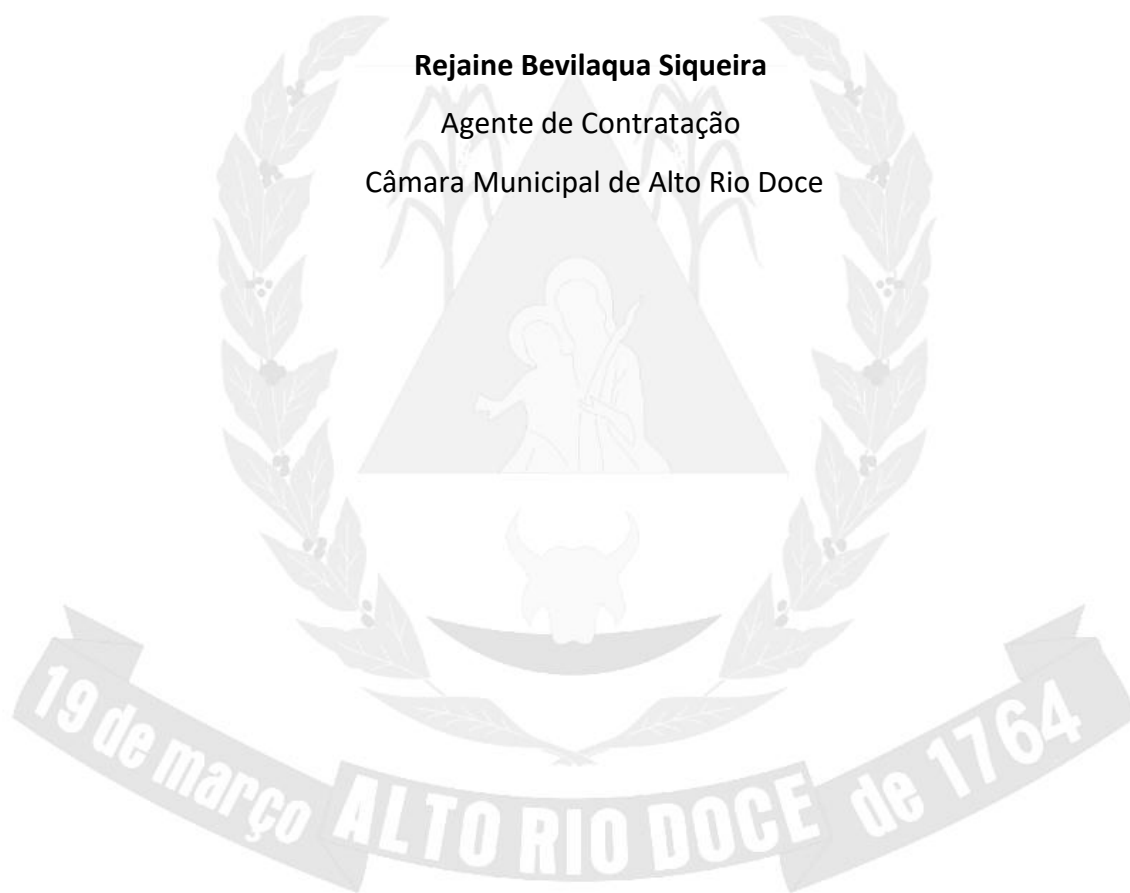 Rejaine Bevilaqua Siqueira
Agente de Contratação
Câmara Municipal de Alto Rio Doce
19 de março ALTO RIO DOCE de 1764